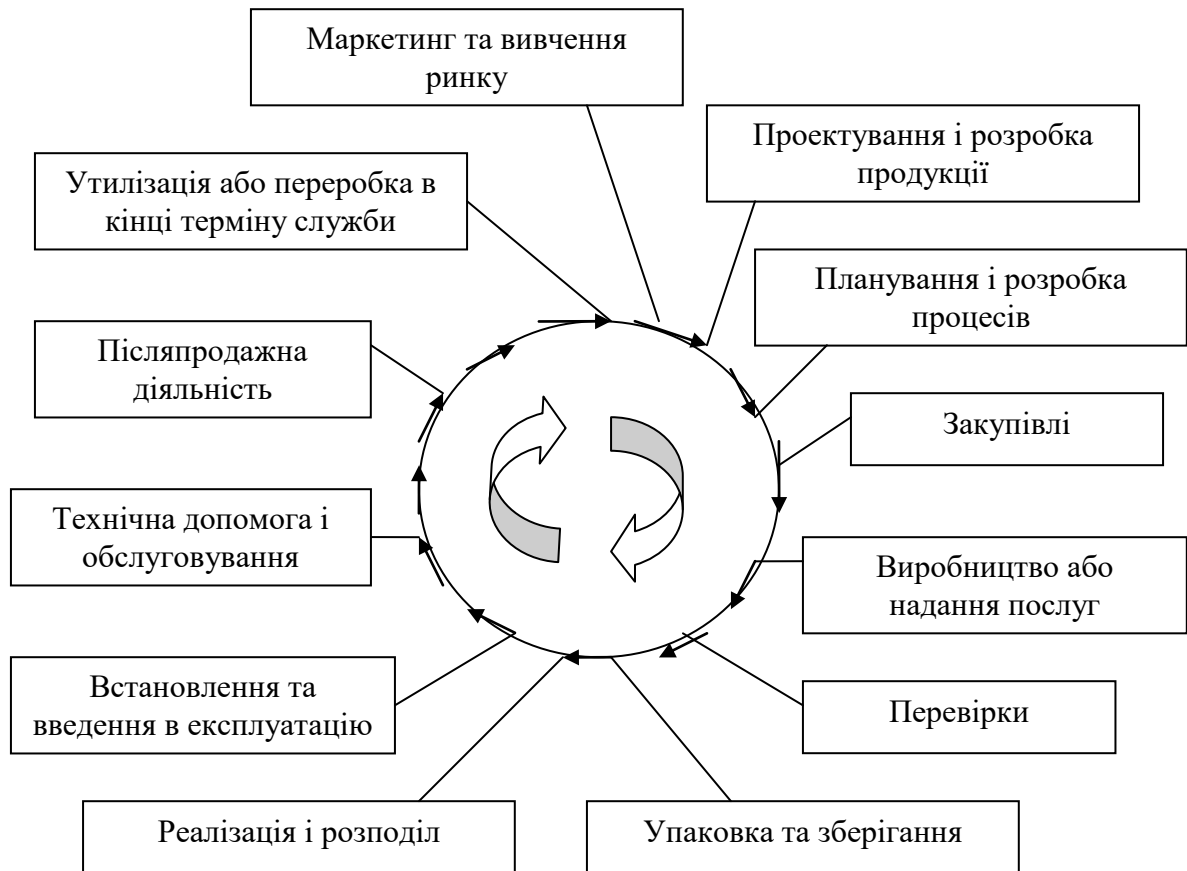 Маркетинг та вивчення
ринку
Проектування і розробка
продукції
Планування і розробка
процесів
Закупівлі
Виробництво або
надання послуг
Перевірки
Упаковка та зберігання
Реалізація і розподіл
Встановлення та
введення в експлуатацію
Технічна допомога і
обслуговування
Післяпродажна
діяльність
Утилізація або переробка в
кінці терміну служби